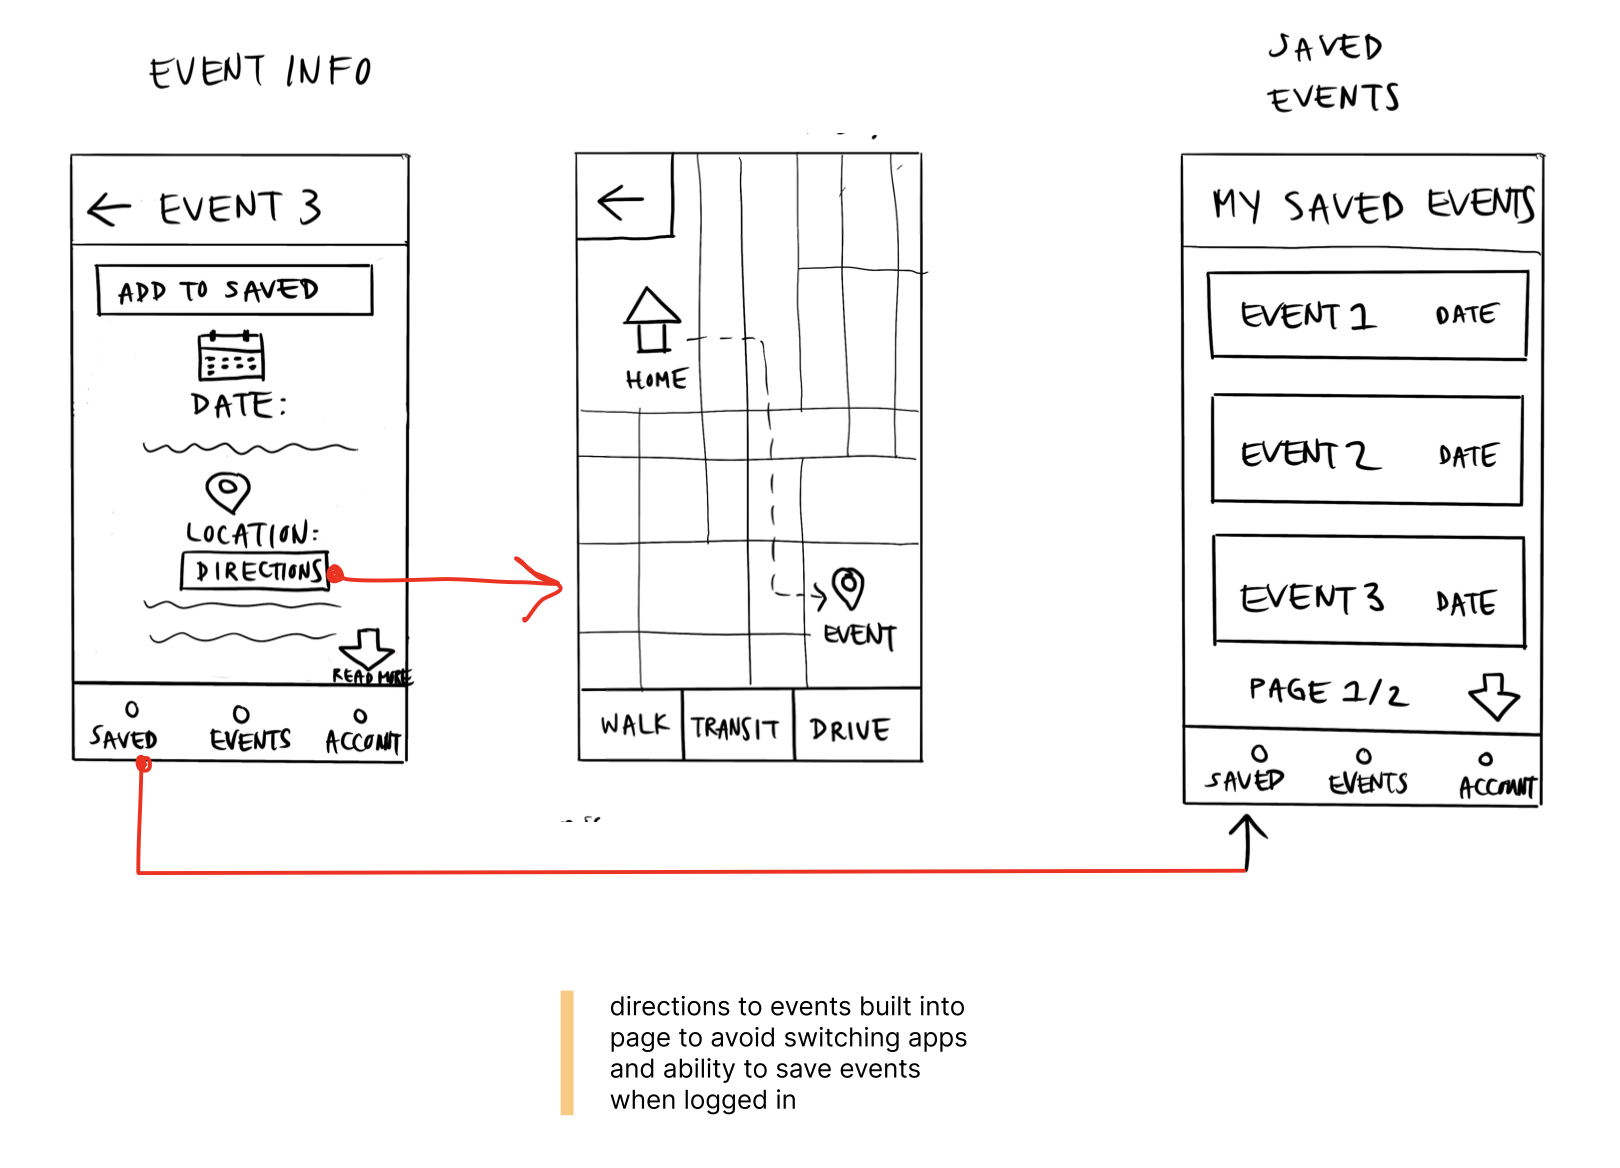 EVENT INFO
← EVENT 3
ADD TO SAVED
DATE:
LOCATION:
DIRECTIONS
READ MORE
SAVED EVENTS ACCOUNT
HOME
EVENT
WALK TRANSIT DRIVE
SAVED
EVENTS
MY SAVED EVENTS
EVENT 1 DATE
EVENT 2 DATE
EVENT 3 DATE
PAGE 1/2
SAVED EVENTS ACCOUNT
directions to events built into
page to avoid switching apps
and ability to save events
when logged in